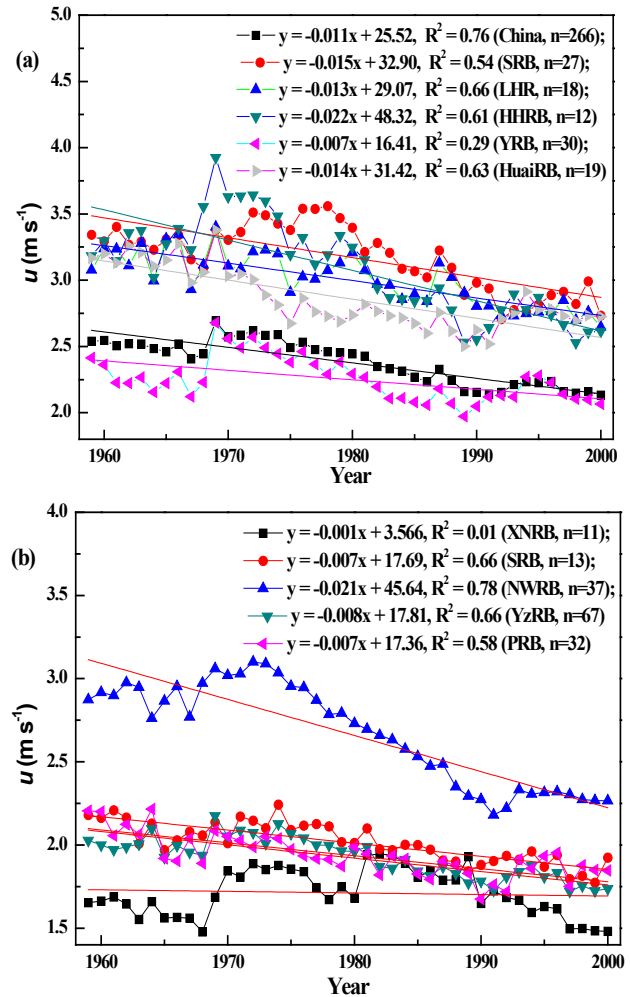 (a)
y = -0.011x + 25.52, R² = 0.76 (China, n=266);
y = -0.015x + 32.90, R² = 0.54 (SRB, n=27);
y = -0.013x + 29.07, R² = 0.66 (LHR, n=18);
y = -0.022x + 48.32, R² = 0.61 (HHRB, n=12)
y = -0.007x + 16.41, R² = 0.29 (YRB, n=30);
y = -0.014x + 31.42, R² = 0.63 (HuaiRB, n=19)
5.0
4.5
4.0
3.5
3.0
2.5
2.0
u (m s⁻¹)
1960 1970 1980 1990 2000
Year
(b)
y = -0.001x + 3.566, R² = 0.01 (XNRB, n=11);
y = -0.007x + 17.69, R² = 0.66 (SRB, n=13);
y = -0.021x + 45.64, R² = 0.78 (NWRB, n=37);
y = -0.008x + 17.81, R² = 0.66 (YzRB, n=67)
y = -0.007x + 17.36, R² = 0.58 (PRB, n=32)
4.0
3.5
3.0
2.5
2.0
1.5
u (m s⁻¹)
1960 1970 1980 1990 2000
Year